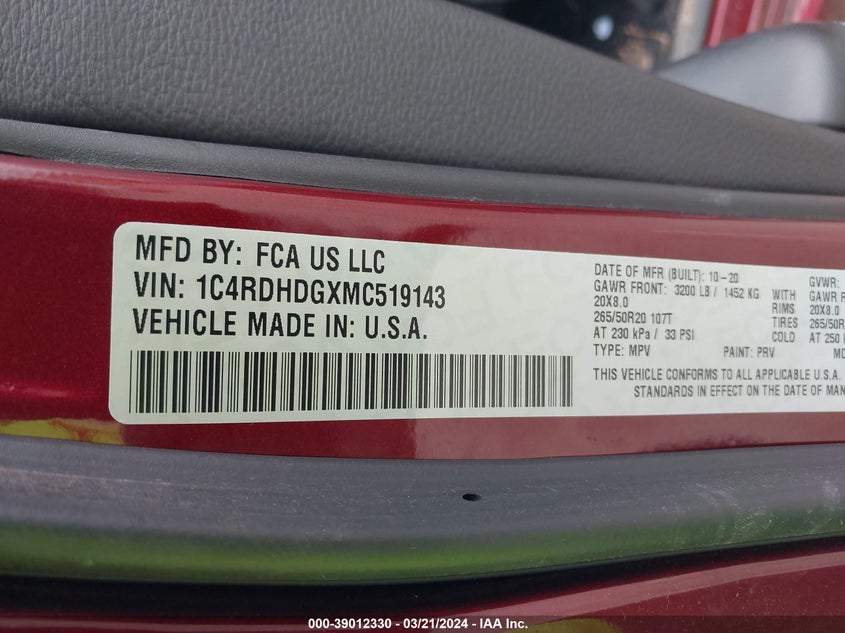 MFD BY: FCA US LLC
VIN: 1C4RDHDGXMC519143
VEHICLE MADE IN: U.S.A.
DATE OF MFR (BUILT): 10-20
GVWR:
GAWR FRONT: 3200 LB / 1452 KG
WITH
GAWR R
20X8.0
RIMS
20X8.0
265/50R20 107T
TIRES
265/50R
AT 230 kPa / 33 PSI
COLD
AT 250
TYPE: MPV
PAINT: PRV
THIS VEHICLE CONFORMS TO ALL APPLICABLE U.S.A.
STANDARDS IN EFFECT ON THE DATE OF MAN
000-39012330 - 03/21/2024 - IAA Inc.